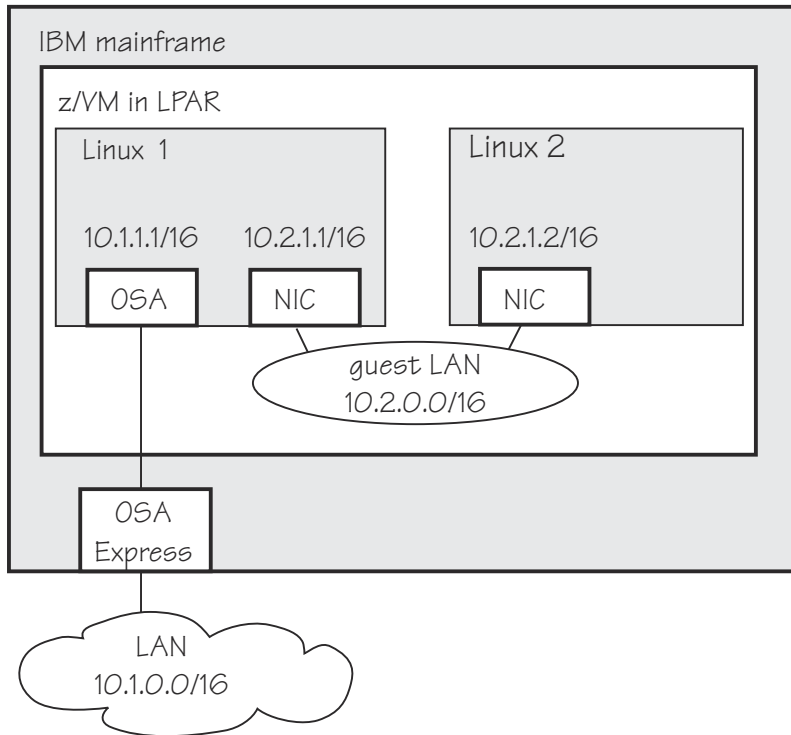 IBM mainframe
z/VM in LPAR
Linux 1
Linux 2
10.1.1.1/16
10.2.1.1/16
10.2.1.2/16
OSA
NIC
NIC
guest LAN
10.2.0.0/16
OSA
Express
LAN
10.1.0.0/16